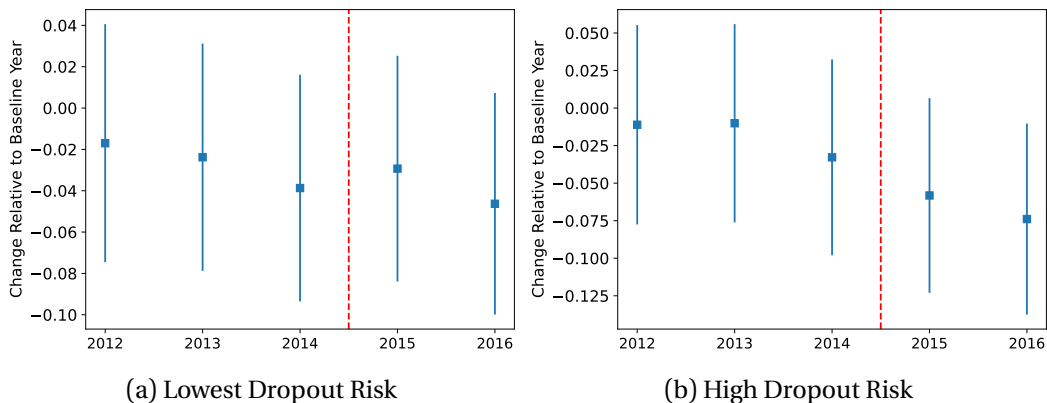 Change Relative to Baseline Year
0.04
0.02
0.00
−0.02
−0.04
−0.06
−0.08
−0.10
2012 2013 2014 2015 2016
(a) Lowest Dropout Risk
Change Relative to Baseline Year
0.050
0.025
0.000
−0.025
−0.050
−0.075
−0.100
−0.125
2012 2013 2014 2015 2016
(b) High Dropout Risk